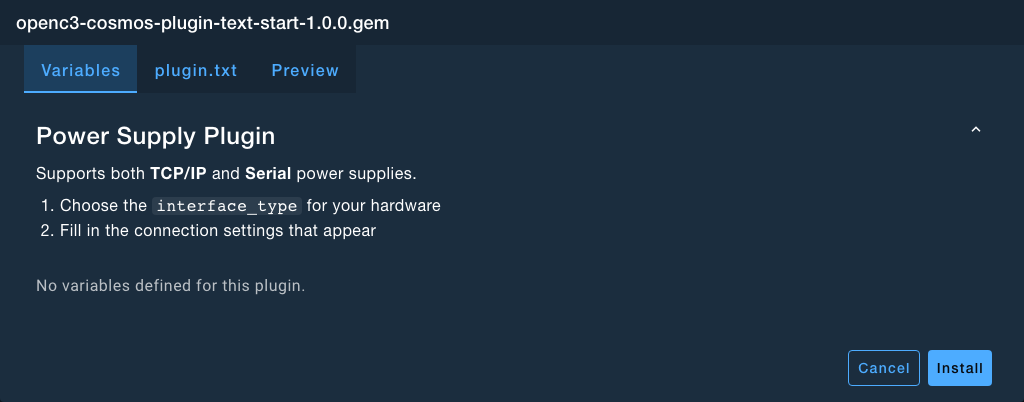 openc3-cosmos-plugin-text-start-1.0.0.gem
Variables plugin.txt Preview
Power Supply Plugin
Supports both TCP/IP and Serial power supplies.
1. Choose the interface_type for your hardware
2. Fill in the connection settings that appear
No variables defined for this plugin.
Cancel Install